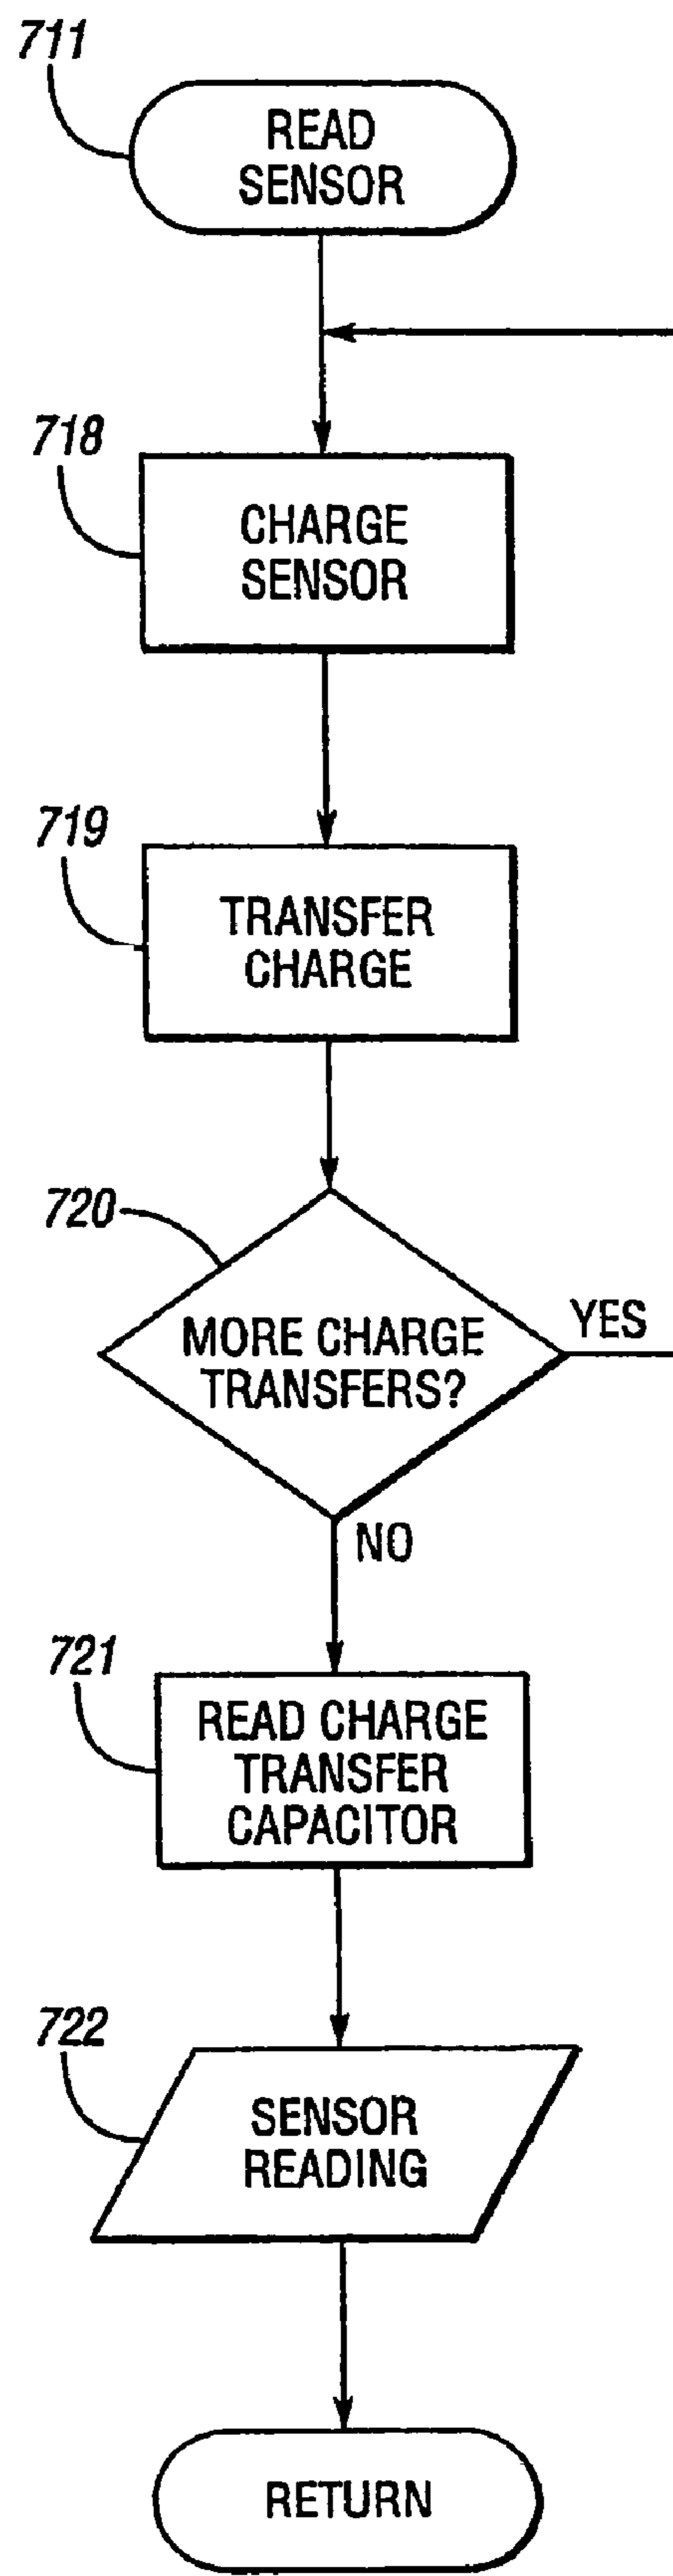 711
READ
SENSOR
718
CHARGE
SENSOR
719
TRANSFER
CHARGE
720
MORE CHARGE
TRANSFERS?
YES
NO
721
READ CHARGE
TRANSFER
CAPACITOR
722
SENSOR
READING
RETURN